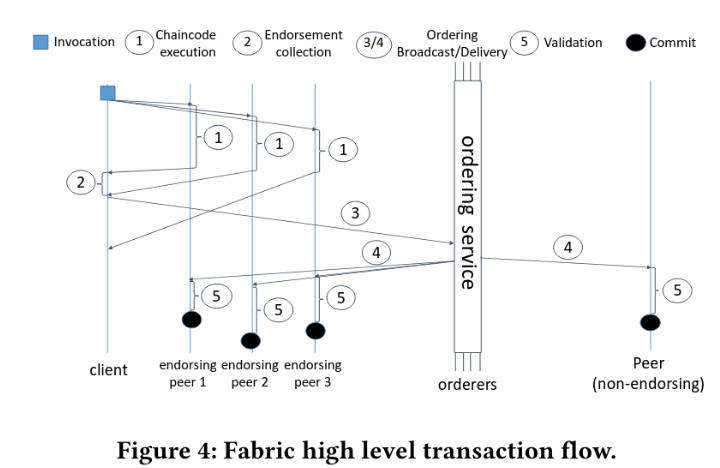 Invocation
1
Chaincode
execution
2
Endorsement
collection
3/4
Ordering
Broadcast/Delivery
5
Validation
Commit
1
1
1
2
3
4
4
5
5
5
5
ordering service
client
endorsing
peer 1
endorsing
peer 2
endorsing
peer 3
orderers
Peer
(non-endorsing)
Figure 4: Fabric high level transaction flow.